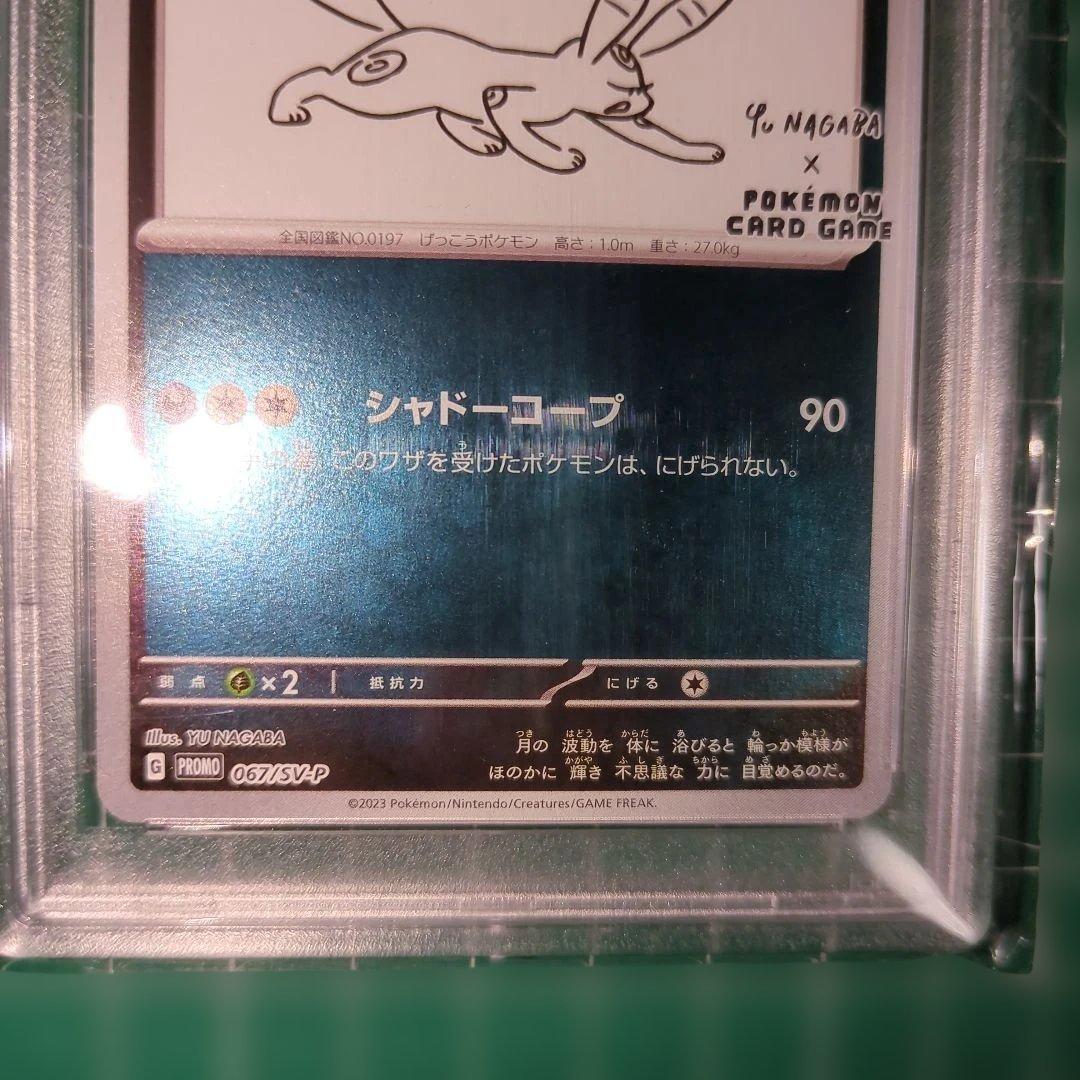 Yu NAGABA
×
POKÉMON
CARD GAME
全国図鑑NO.0197 げっこうポケモン 高さ:1.0m 重さ:27.0kg
シャドークロープ 90
このワザを受けたポケモンは、にげられない。
弱点 ×2 抵抗力 にげる
Illus. YU NAGABA
G PROMO 067/SV-P
月の波動を体に浴びると輪っか模様が
ほのかに輝き不思議な力に目覚めるのだ。
©2023 Pokémon/Nintendo/Creatures/GAME FREAK.